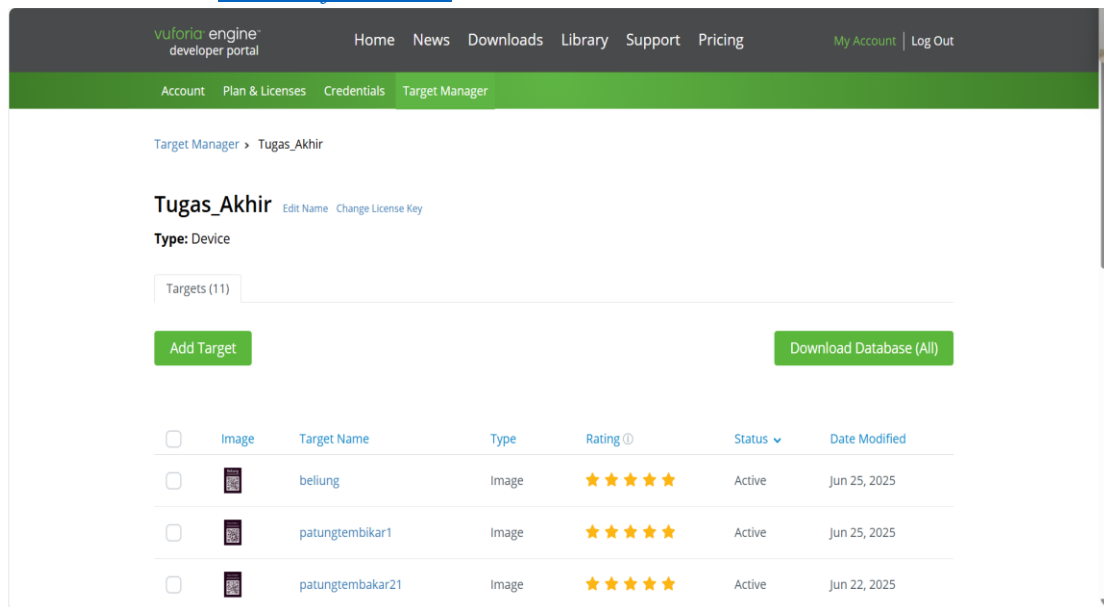 vuforia engine™ Home News Downloads Library Support Pricing My Account | Log Out
developer portal
Account Plan & Licenses Credentials Target Manager
Target Manager > Tugas_Akhir
Tugas_Akhir Edit Name Change License Key
Type: Device
Targets (11)
Add Target Download Database (All)
Image Target Name Type Rating Status Date Modified
beliung Image Active Jun 25, 2025
patungtembikar1 Image Active Jun 25, 2025
patungtembakar21 Image Active Jun 22, 2025